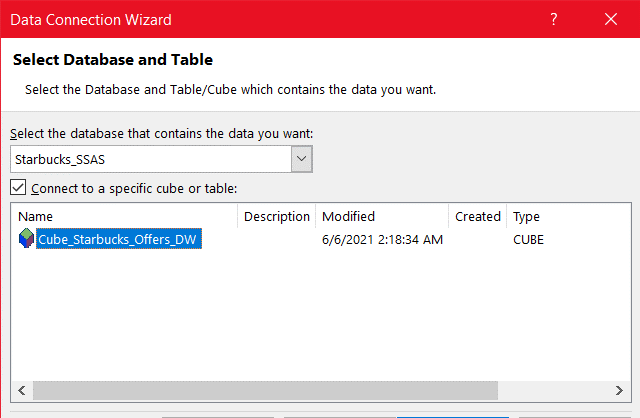 Data Connection Wizard ?
Select Database and Table
Select the Database and Table/Cube which contains the data you want.
Select the database that contains the data you want:
Starbucks_SSAS
Connect to a specific cube or table:
Name Description Modified Created Type
Cube_Starbucks_Offers_DW 6/6/2021 2:18:34 AM CUBE